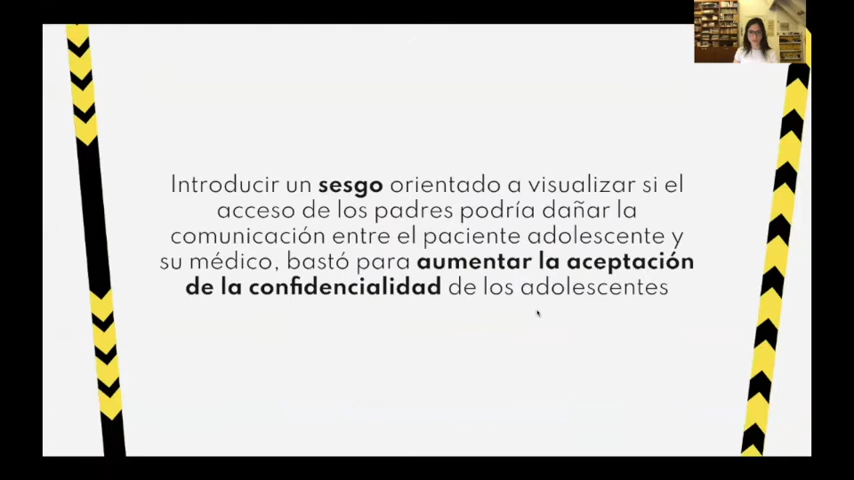 Introducir un sesgo orientado a visualizar si el
acceso de los padres podría dañar la
comunicación entre el paciente adolescente y
su médico, bastó para aumentar la aceptación
de la confidencialidad de los adolescentes